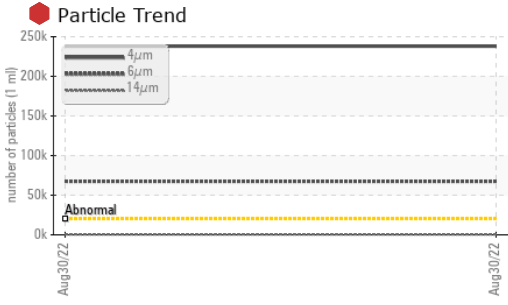 Particle Trend
250k
200k
150k
100k
50k
0k
number of particles (1 ml)
4μm
6μm
14μm
Abnormal
Aug30/22
Aug30/22